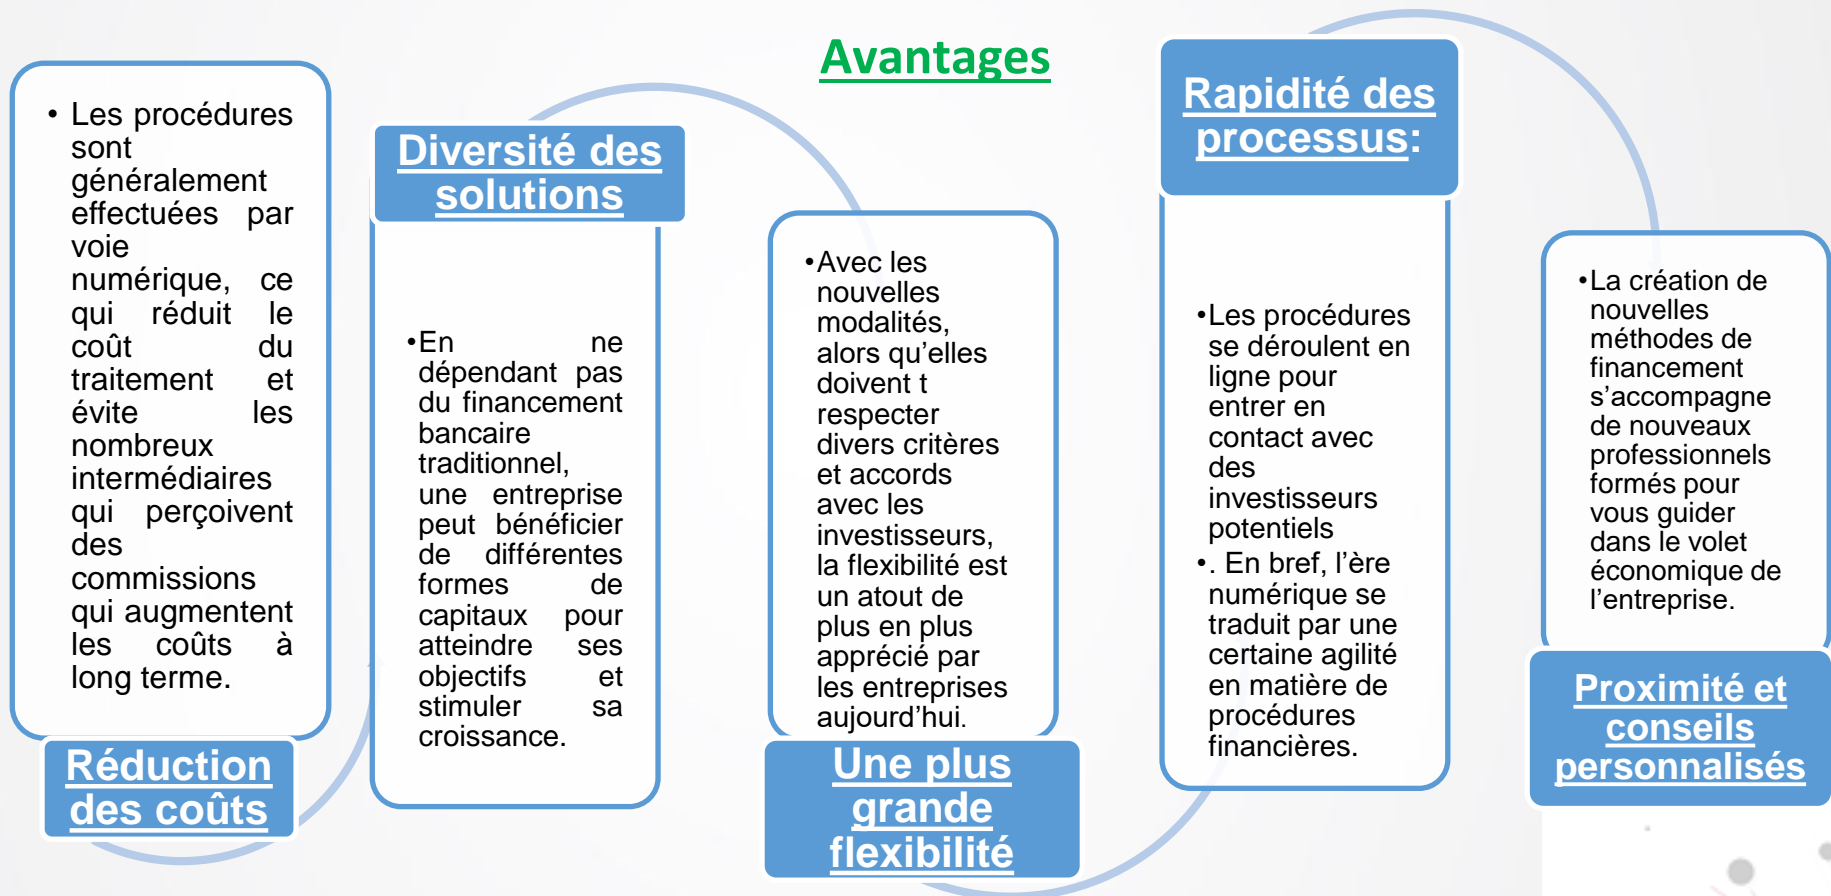 Avantages
• Les procédures
sont
généralement
effectuées par
voie
numérique, ce
qui réduit le
coût du
traitement et
évite les
nombreux
intermédiaires
qui perçoivent
des
commissions
qui augmentent
les coûts à
long terme.
Réduction
des coûts
Diversité des
solutions
•En ne
dépendant pas
du financement
bancaire
traditionnel,
une entreprise
peut bénéficier
de différentes
formes de
capitaux pour
atteindre ses
objectifs et
stimuler sa
croissance.
•Avec les
nouvelles
modalités,
alors qu’elles
doivent t
respecter
divers critères
et accords
avec les
investisseurs,
la flexibilité est
un atout de
plus en plus
apprécié par
les entreprises
aujourd’hui.
Une plus
grande
flexibilité
Rapidité des
processus:
•Les procédures
se déroulent en
ligne pour
entrer en
contact avec
des
investisseurs
potentiels
•. En bref, l’ère
numérique se
traduit par une
certaine agilité
en matière de
procédures
financières.
•La création de
nouvelles
méthodes de
financement
s’accompagne
de nouveaux
professionnels
formés pour
vous guider
dans le volet
économique de
l’entreprise.
Proximité et
conseils
personnalisés